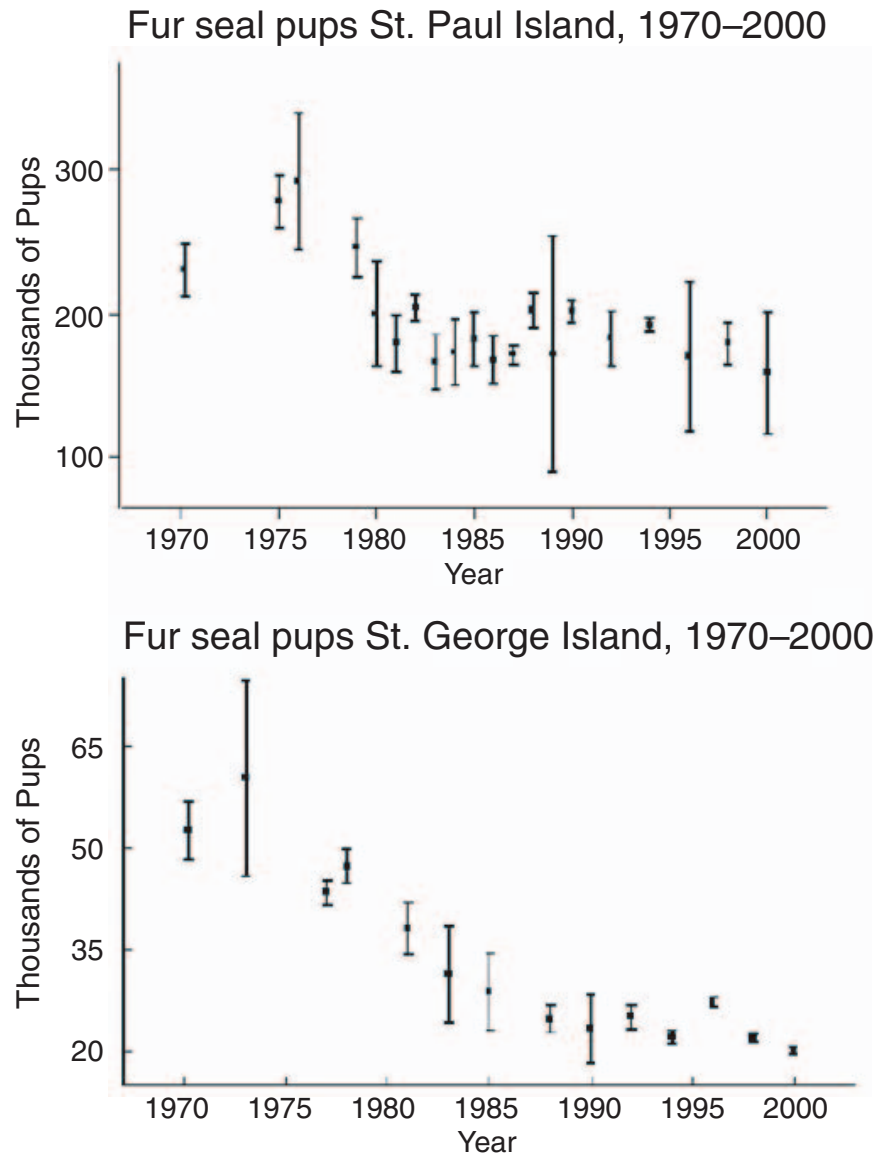 Fur seal pups St. Paul Island, 1970–2000
Thousands of Pups
300
200
100
1970 1975 1980 1985 1990 1995 2000
Year
Fur seal pups St. George Island, 1970–2000
Thousands of Pups
65
50
35
20
1970 1975 1980 1985 1990 1995 2000
Year